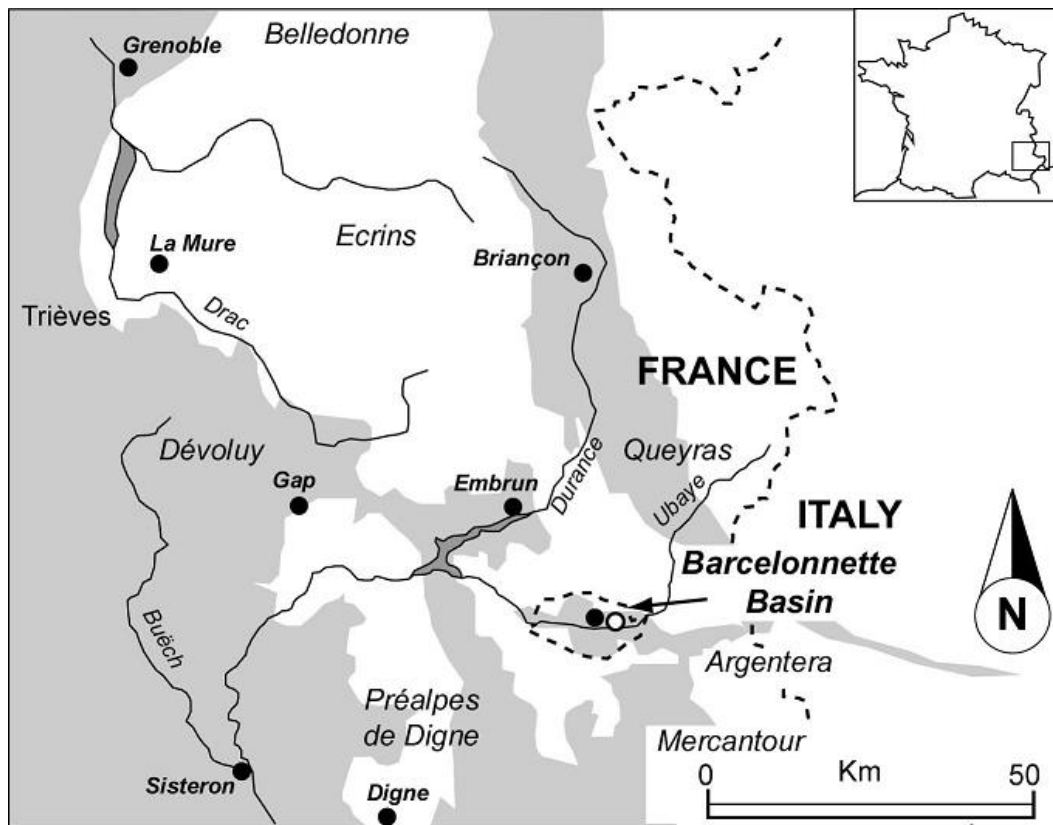 Belledonne
Grenoble
Ecrins
La Mure
Briançon
Trièves
Drac
FRANCE
Dévoluy
Queyras
Durance
Gap
Embrun
Ubaye
ITALY
Barcelonnette
Basin
N
Buëch
Argentera
Préalpes
de Digne
Mercantour
Sisteron
Digne
0 Km 50